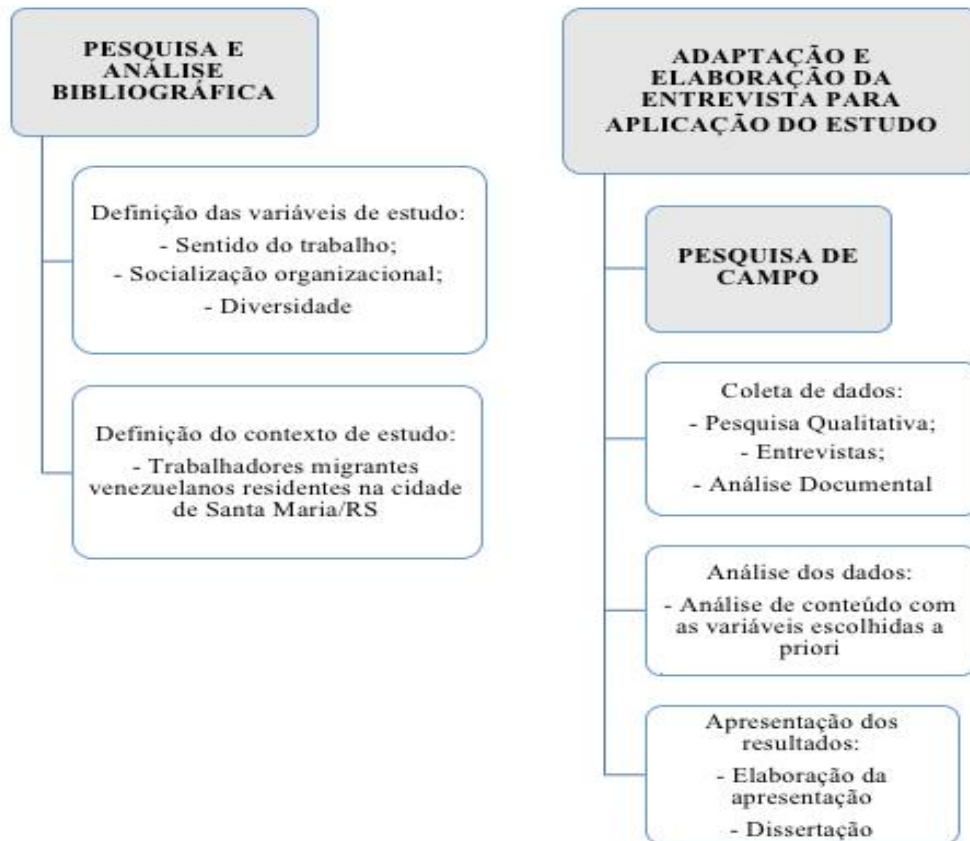 PESQUISA E
ANÁLISE
BIBLIOGRÁFICA
Definição das variáveis de estudo:
- Sentido do trabalho;
- Socialização organizacional;
- Diversidade
Definição do contexto de estudo:
- Trabalhadores migrantes
venezuelanos residentes na cidade
de Santa Maria/RS
ADAPTAÇÃO E
ELABORAÇÃO DA
ENTREVISTA PARA
APLICAÇÃO DO ESTUDO
PESQUISA DE
CAMPO
Coleta de dados:
- Pesquisa Qualitativa;
- Entrevistas;
- Análise Documental
Análise dos dados:
- Análise de conteúdo com
as variáveis escolhidas a
priori
Apresentação dos
resultados:
- Elaboração da
apresentação
- Dissertação